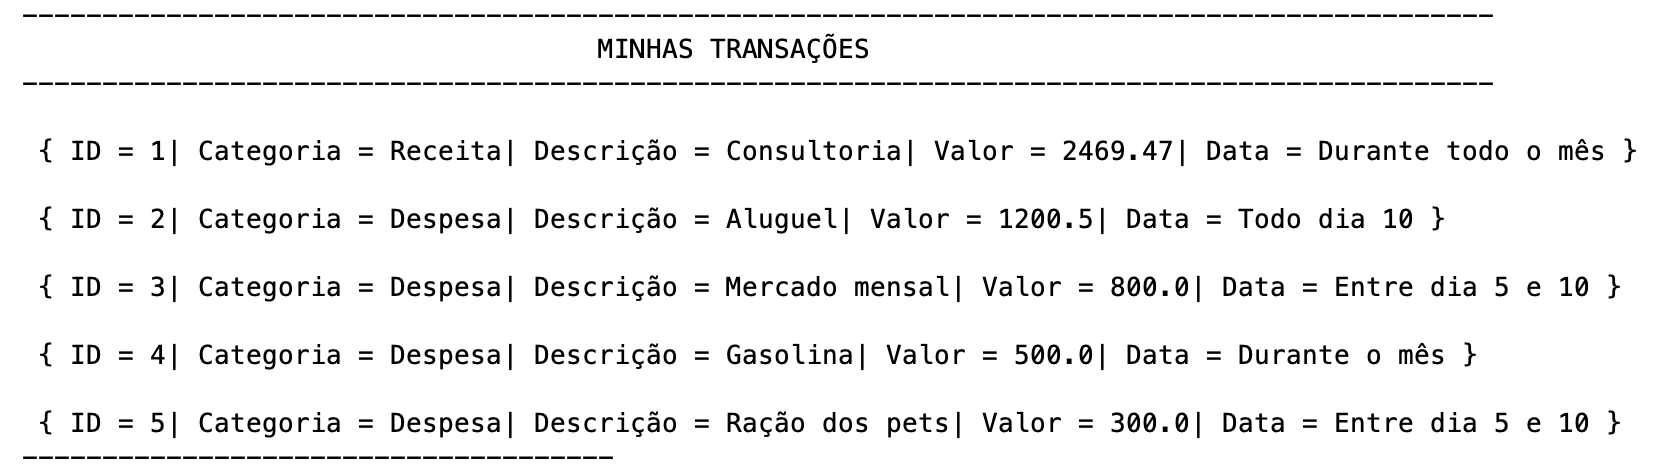 --------------------------------------------------------------------------------------------
MINHAS TRANSAÇÕES
--------------------------------------------------------------------------------------------
{ ID = 1| Categoria = Receita| Descrição = Consultoria| Valor = 2469.47| Data = Durante todo o mês }
{ ID = 2| Categoria = Despesa| Descrição = Aluguel| Valor = 1200.5| Data = Todo dia 10 }
{ ID = 3| Categoria = Despesa| Descrição = Mercado mensal| Valor = 800.0| Data = Entre dia 5 e 10 }
{ ID = 4| Categoria = Despesa| Descrição = Gasolina| Valor = 500.0| Data = Durante o mês }
{ ID = 5| Categoria = Despesa| Descrição = Ração dos pets| Valor = 300.0| Data = Entre dia 5 e 10 }
-------------------------------------